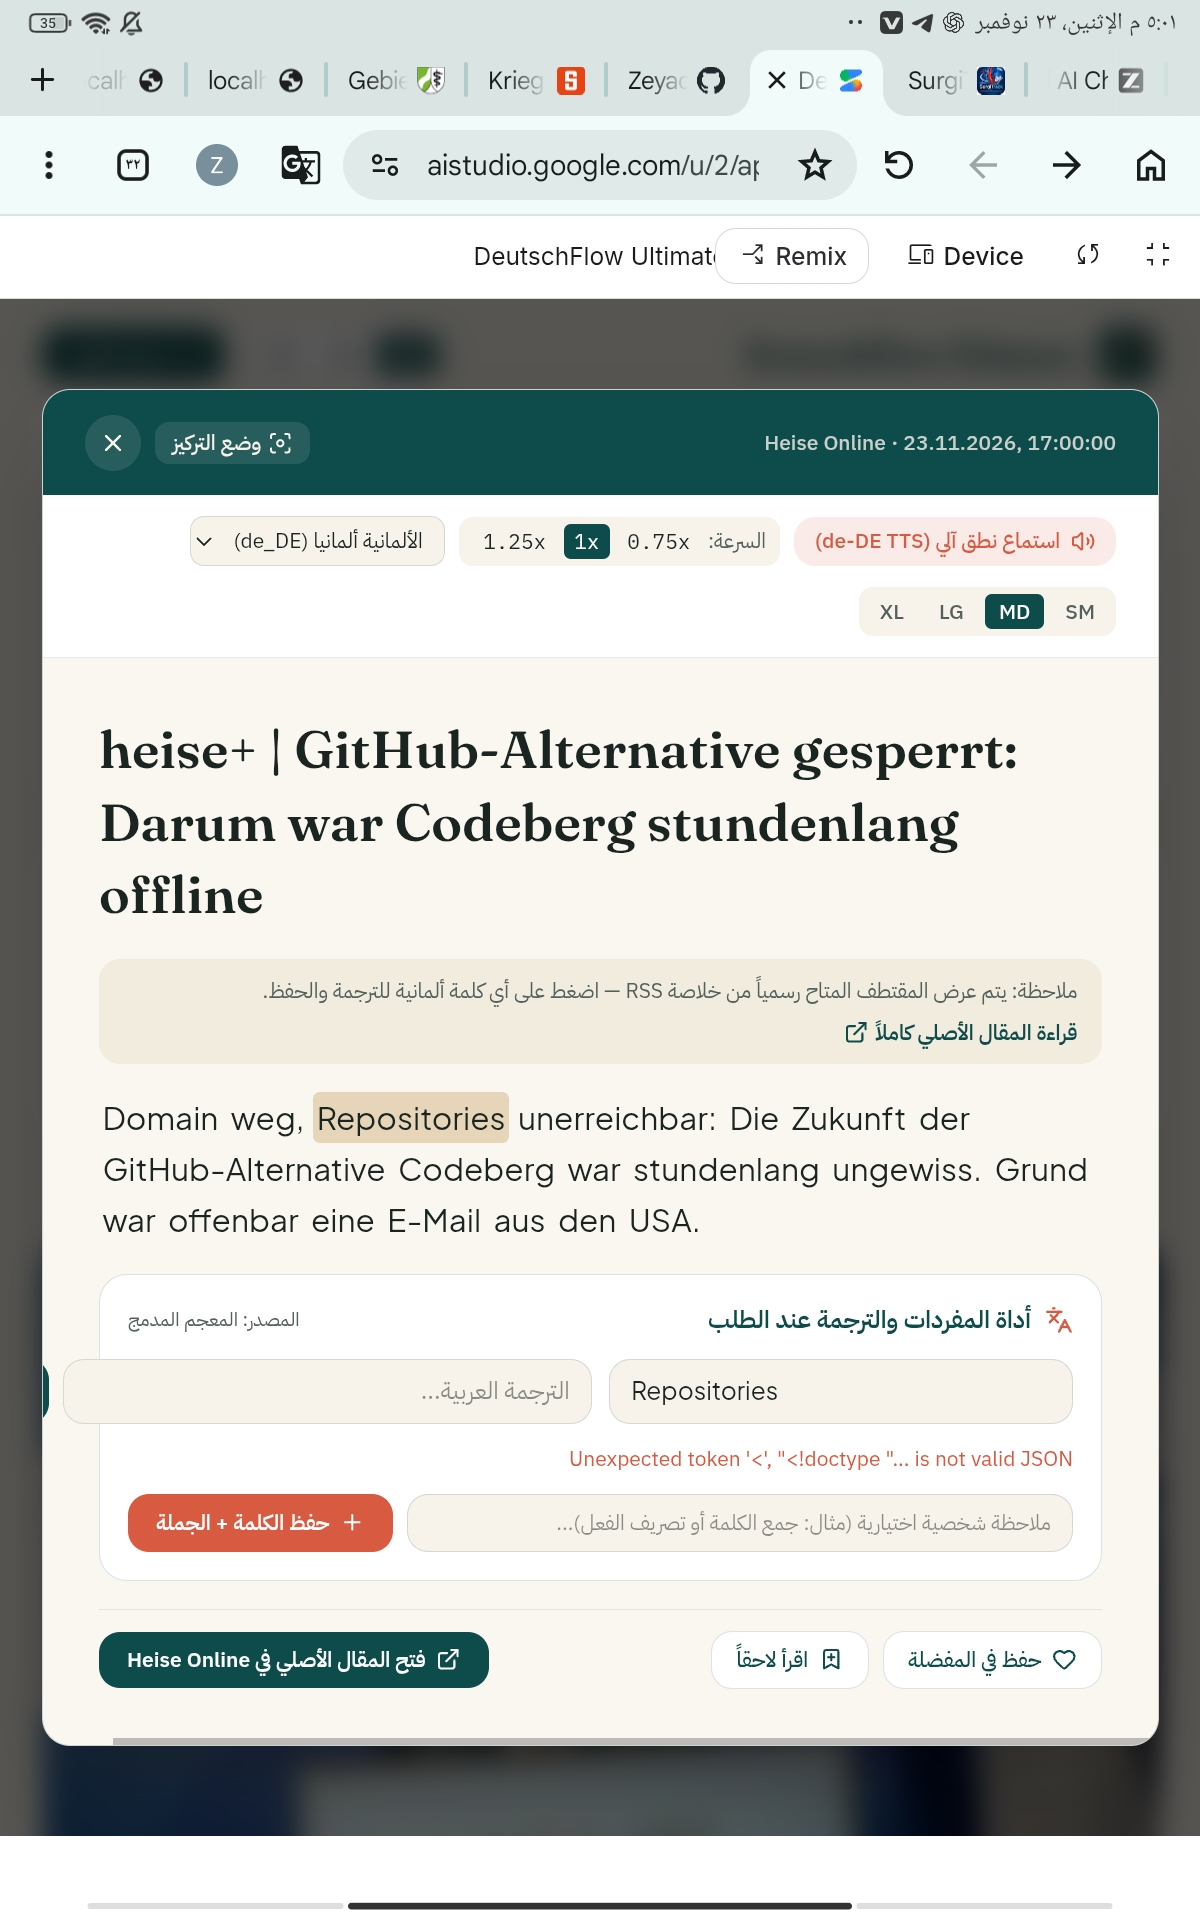 ٥:٠١ م الإثنين، ٢٣ نوفمبر
35
local
Gebie
Krieg
Zeyad
De
Surgi
AI Ch
٣٢
Z
aistudio.google.com/u/2/ap
DeutschFlow Ultimate
Remix
Device
وضع التركيز
Heise Online · 23.11.2026, 17:00:00
استماع نطق آلي (de-DE TTS)
السرعة: 0.75x 1x 1.25x
الألمانية ألمانيا (de_DE)
SM MD LG XL
heise+ | GitHub-Alternative gesperrt:
Darum war Codeberg stundenlang
offline
ملاحظة: يتم عرض المقتطف المتاح رسمياً من خلاصة RSS — اضغط على أي كلمة ألمانية للترجمة والحفظ.
قراءة المقال الأصلي كاملاً
Domain weg, Repositories unerreichbar: Die Zukunft der
GitHub-Alternative Codeberg war stundenlang ungewiss. Grund
war offenbar eine E-Mail aus den USA.
أداة المفردات والترجمة عند الطلب
المصدر: المعجم المدمج
Repositories
الترجمة العربية...
Unexpected token '<', "<!doctype "... is not valid JSON
ملاحظة شخصية اختيارية (مثال: جمع الكلمة أو تصريف الفعل)...
حفظ الكلمة + الجملة
حفظ في المفضلة
اقرأ لاحقاً
فتح المقال الأصلي في Heise Online